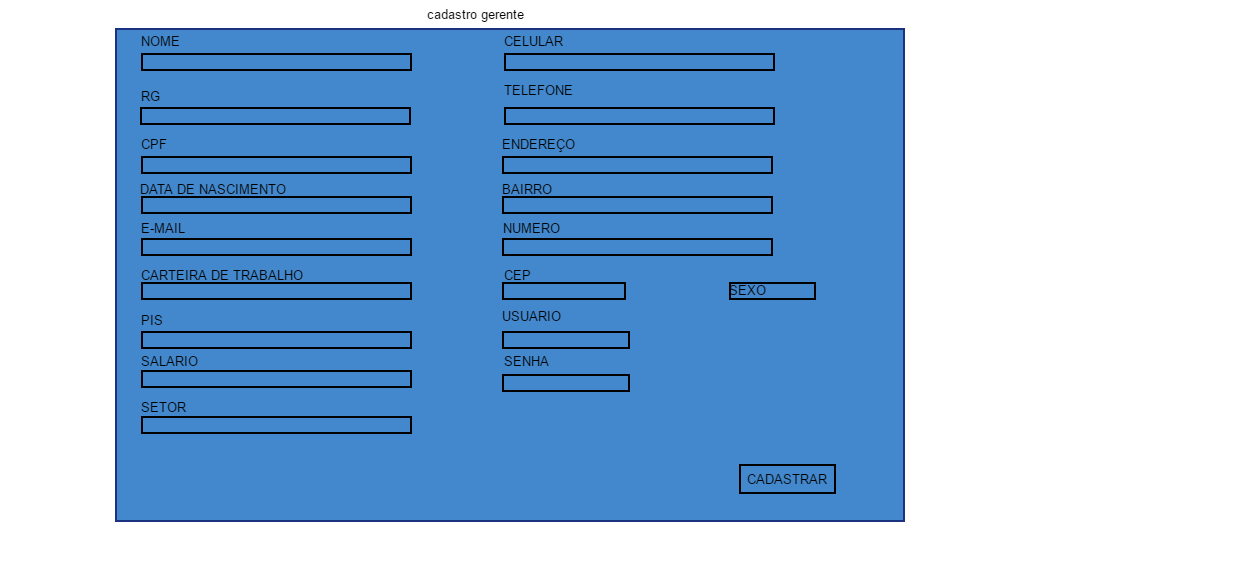 cadastro gerente
NOME
RG
CPF
DATA DE NASCIMENTO
E-MAIL
CARTEIRA DE TRABALHO
PIS
SALARIO
SETOR
CELULAR
TELEFONE
ENDEREÇO
BAIRRO
NUMERO
CEP
SEXO
USUARIO
SENHA
CADASTRAR